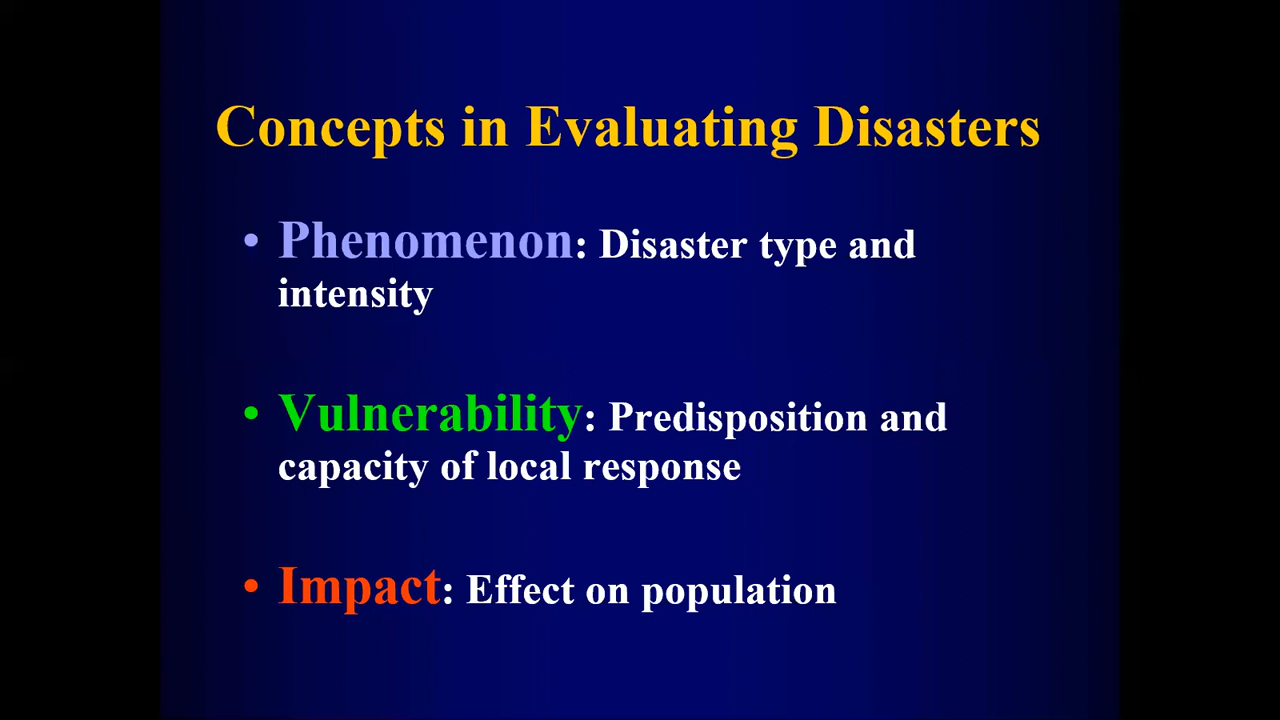 Concepts in Evaluating Disasters
• Phenomenon: Disaster type and
intensity
• Vulnerability: Predisposition and
capacity of local response
• Impact: Effect on population